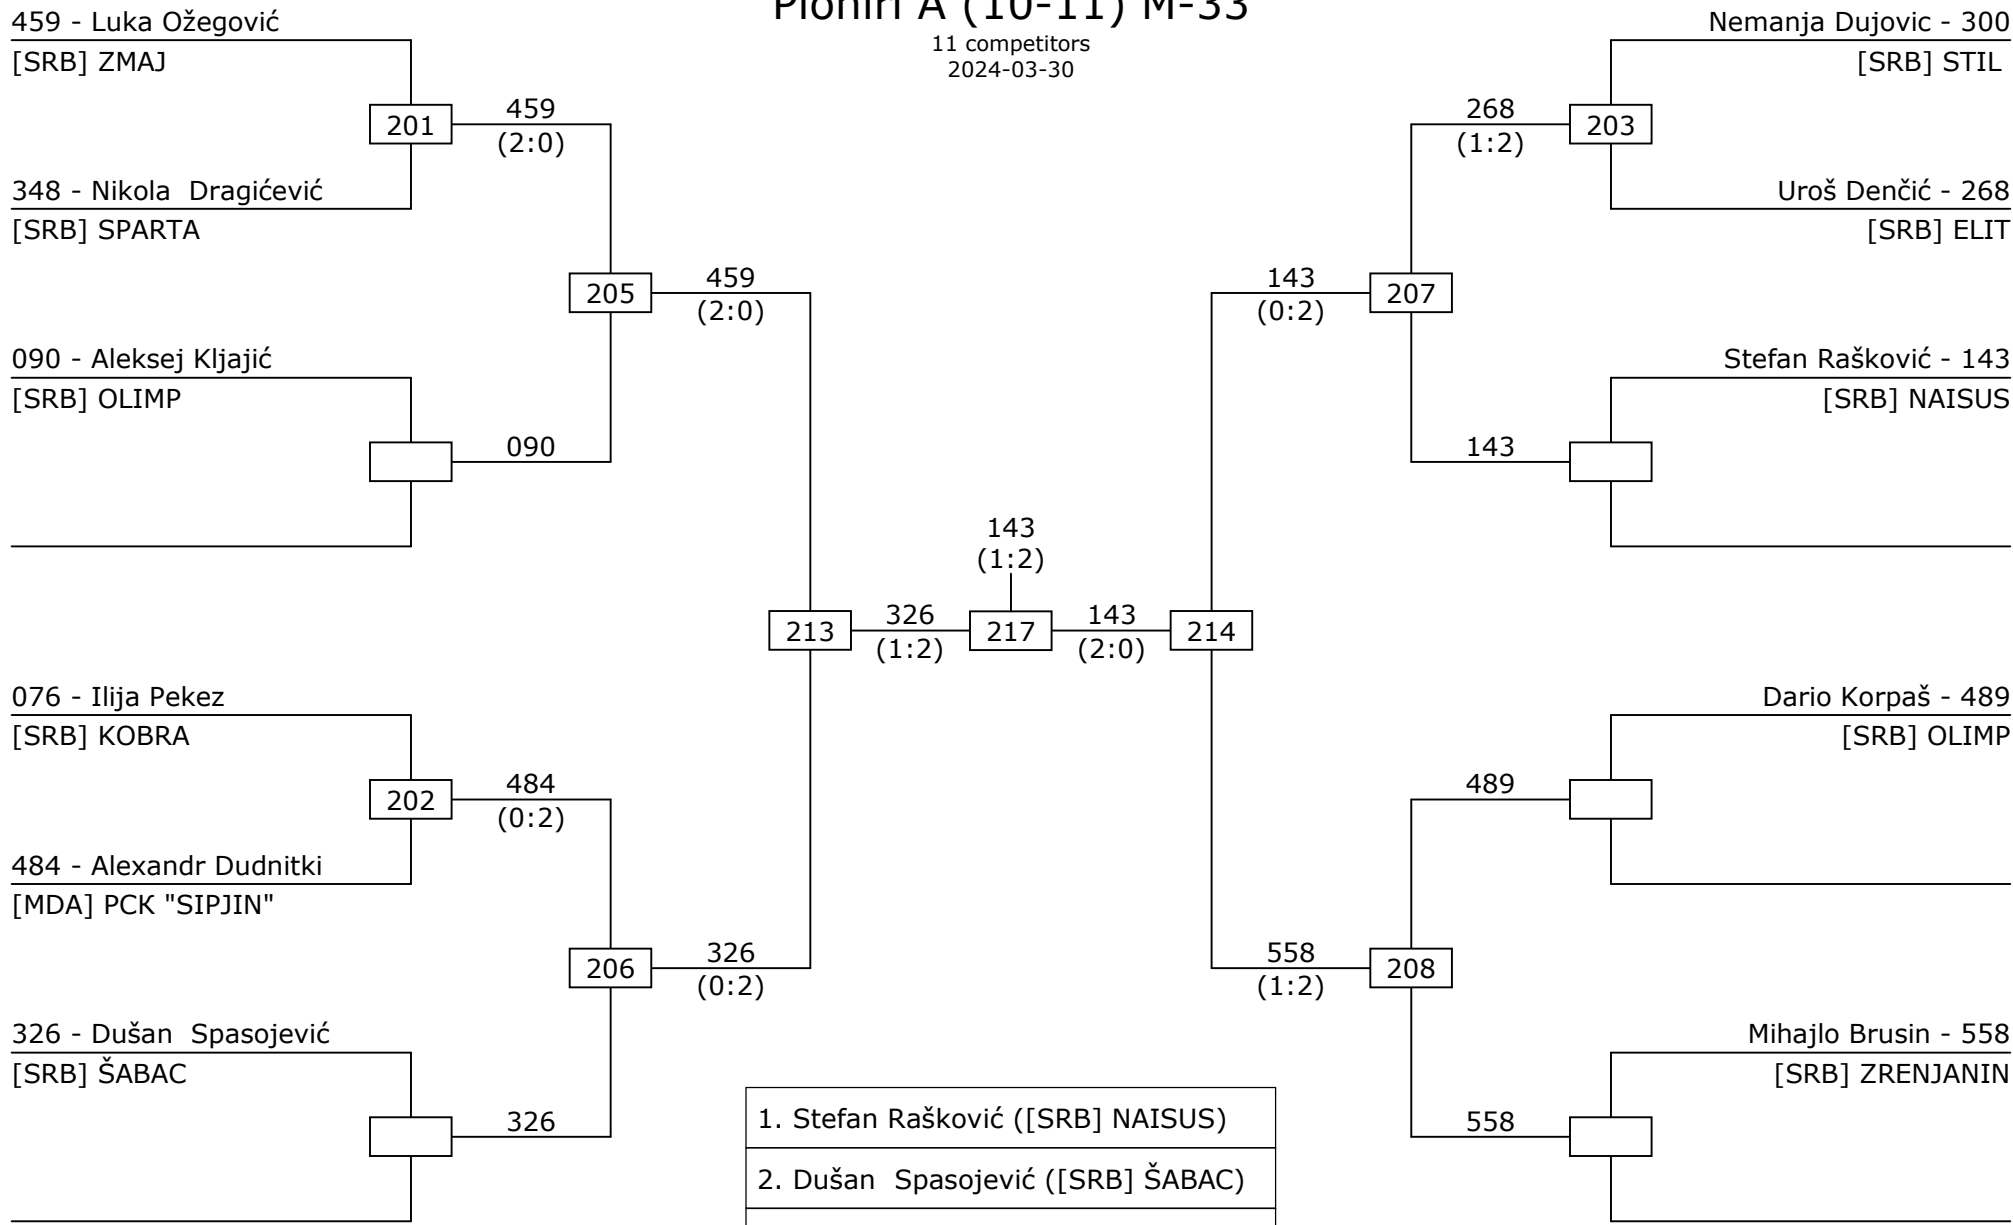 Pioniri A (10-11) M-33
11 competitors
2024-03-30
459 - Luka Ožegović
[SRB] ZMAJ
201
459
(2:0)
348 - Nikola  Dragićević
[SRB] SPARTA
205
459
(2:0)
090 - Aleksej Kljajić
[SRB] OLIMP
090
076 - Ilija Pekez
[SRB] KOBRA
202
484
(0:2)
484 - Alexandr Dudnitki
[MDA] РСК "SIPJIN"
206
326
(0:2)
326 - Dušan  Spasojević
[SRB] ŠABAC
326
213
326
(1:2)
143
(1:2)
217
143
(2:0)
214
Nemanja Dujovic - 300
[SRB] STIL
268
(1:2)
203
Uroš Denčić - 268
[SRB] ELIT
143
(0:2)
207
Stefan Rašković - 143
[SRB] NAISUS
143
Dario Korpaš - 489
[SRB] OLIMP
489
558
(1:2)
208
Mihajlo Brusin - 558
[SRB] ZRENJANIN
558
1. Stefan Rašković ([SRB] NAISUS)
2. Dušan  Spasojević ([SRB] ŠABAC)